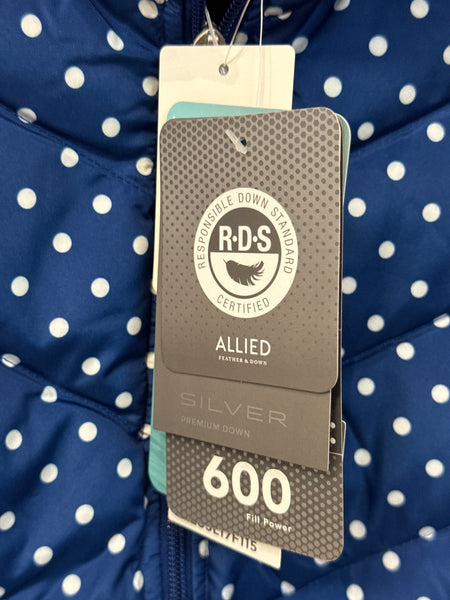 RESPONSIBLE DOWN STANDARD
R·D·S
CERTIFIED
ALLIED
FEATHER & DOWN
SILVER
PREMIUM DOWN
600
Fill Power